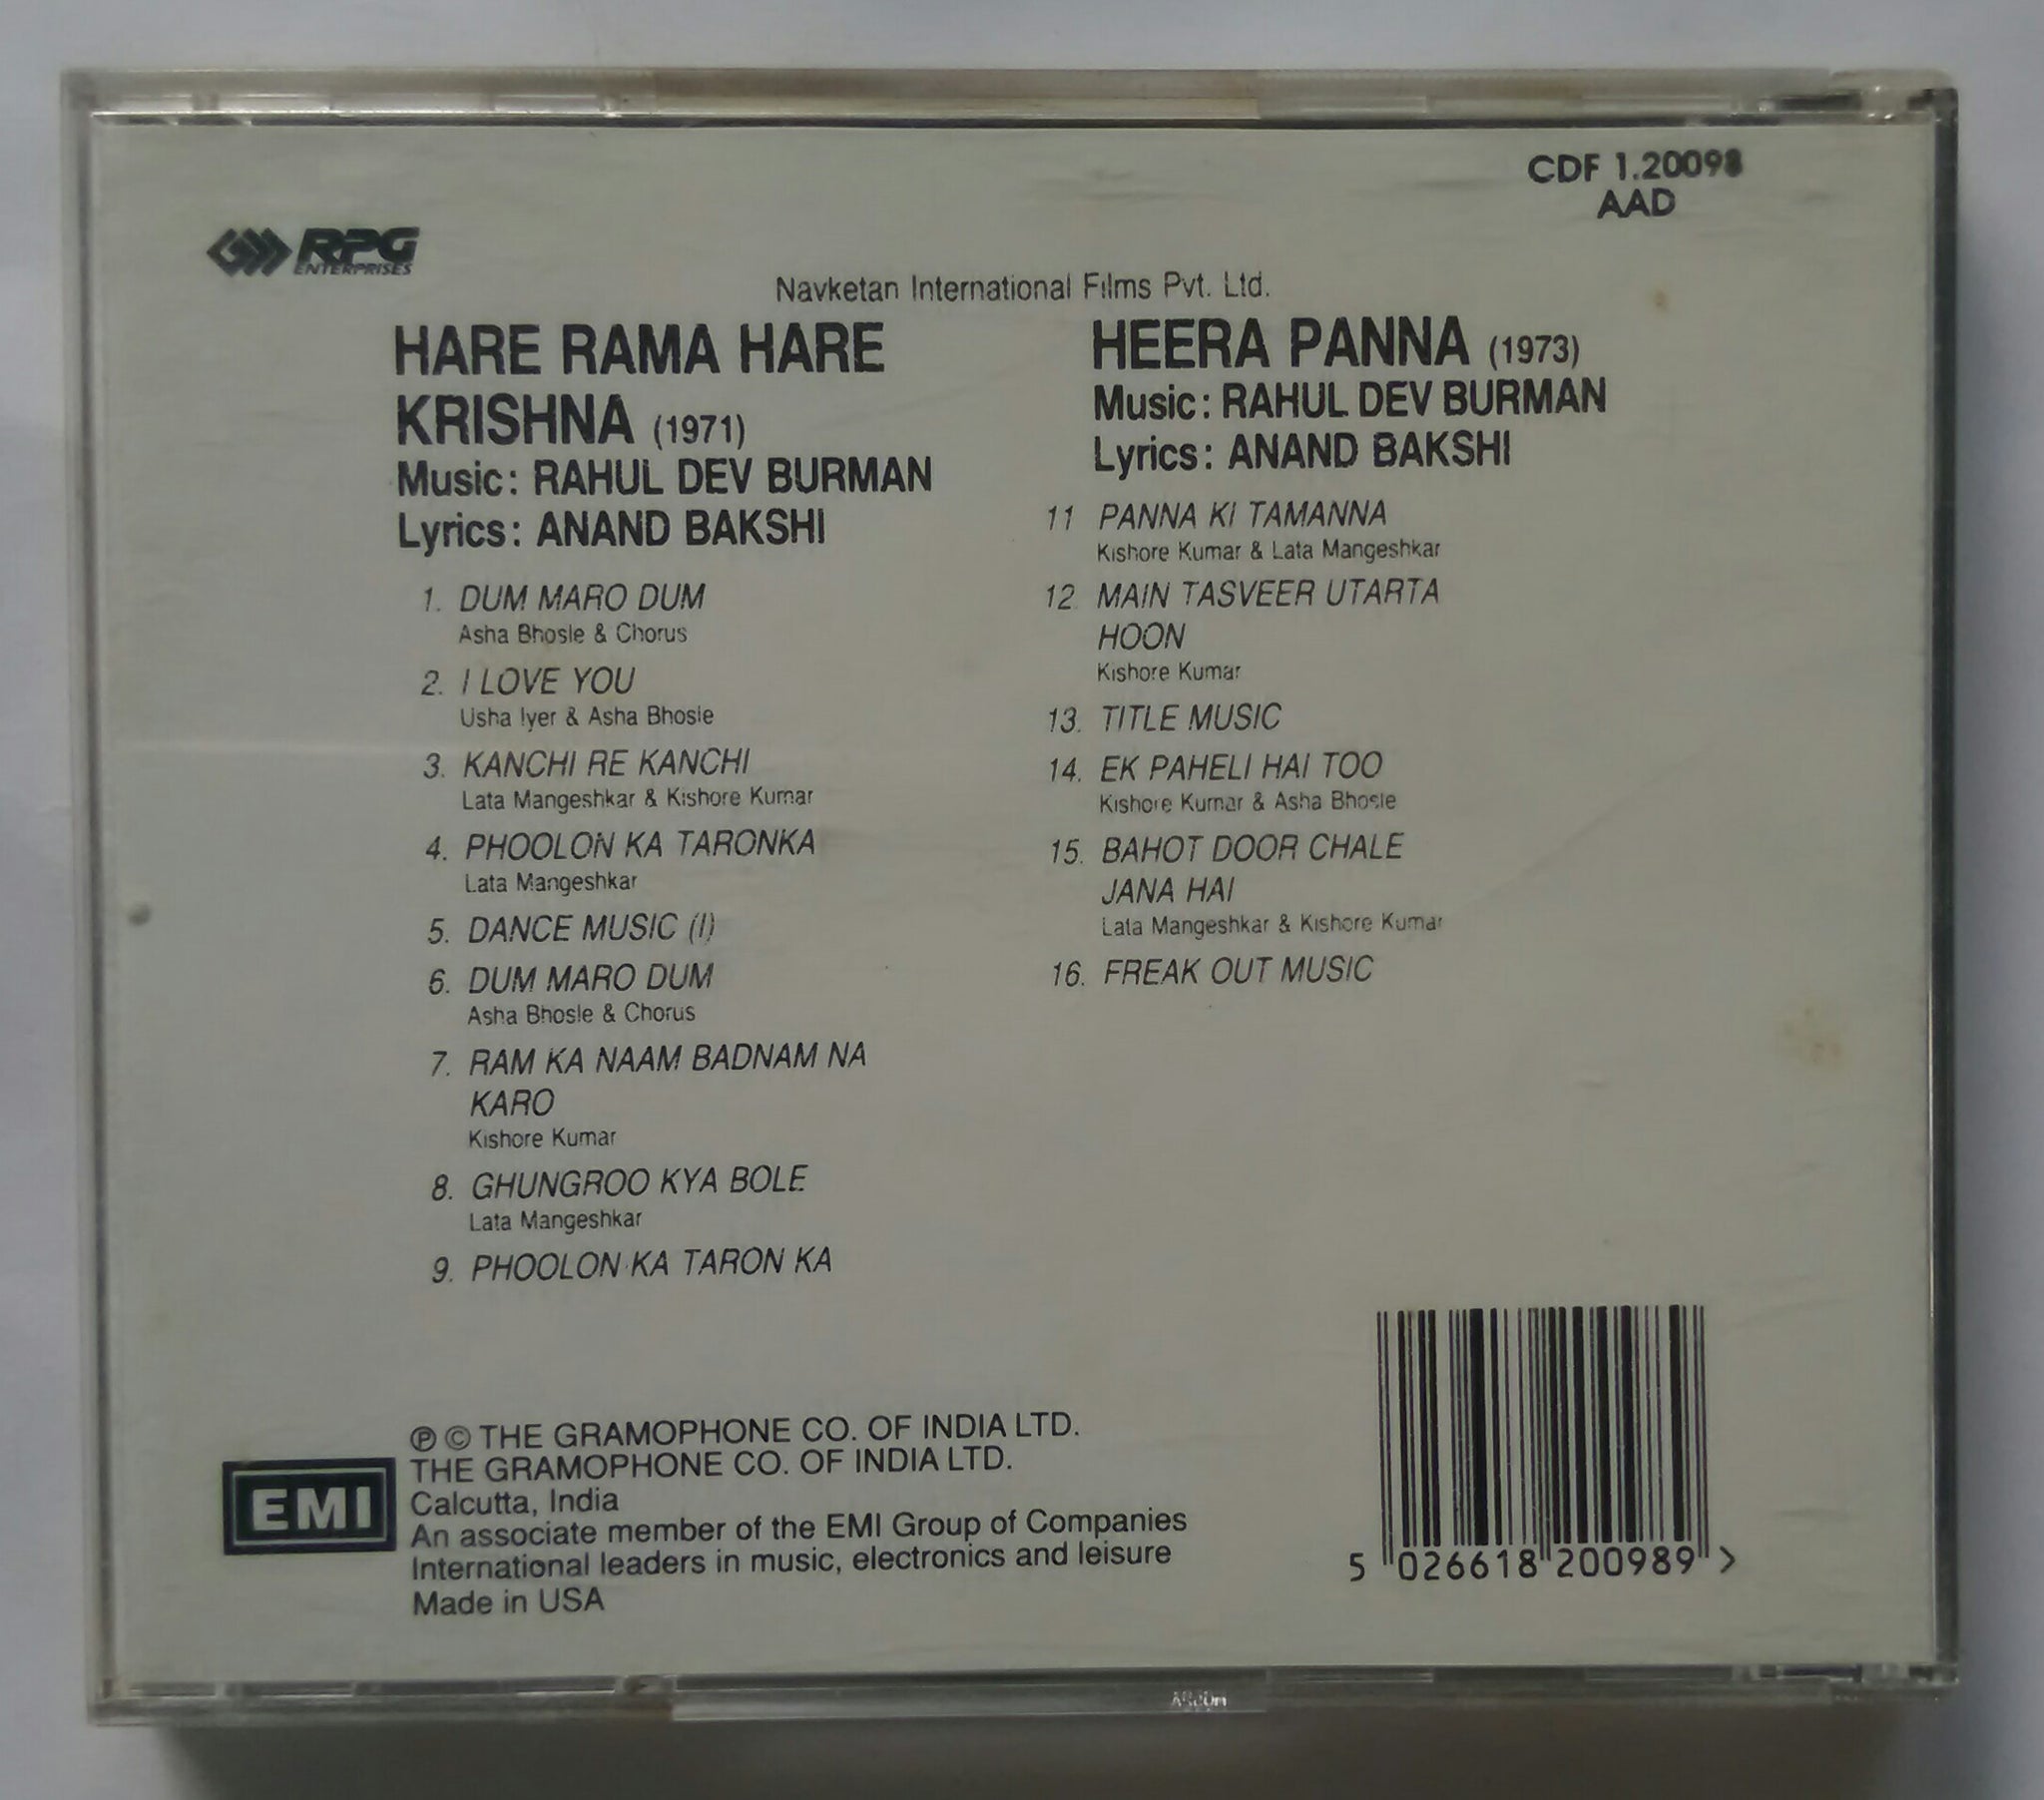 CDF 1.20098
AAD
RPG
ENTERPRISES
Navketan International Films Pvt. Ltd.
HARE RAMA HARE
KRISHNA (1971)
Music: RAHUL DEV BURMAN
Lyrics: ANAND BAKSHI
1. DUM MARO DUM
Asha Bhosle & Chorus
2. I LOVE YOU
Usha Iyer & Asha Bhosle
3. KANCHI RE KANCHI
Lata Mangeshkar & Kishore Kumar
4. PHOOLON KA TARONKA
Lata Mangeshkar
5. DANCE MUSIC (I)
6. DUM MARO DUM
Asha Bhosle & Chorus
7. RAM KA NAAM BADNAM NA
KARO
Kishore Kumar
8. GHUNGROO KYA BOLE
Lata Mangeshkar
9. PHOOLON KA TARON KA
HEERA PANNA (1973)
Music: RAHUL DEV BURMAN
Lyrics: ANAND BAKSHI
11 PANNA KI TAMANNA
Kishore Kumar & Lata Mangeshkar
12 MAIN TASVEER UTARTA
HOON
Kishore Kumar
13. TITLE MUSIC
14. EK PAHELI HAI TOO
Kishore Kumar & Asha Bhosle
15. BAHOT DOOR CHALE
JANA HAI
Lata Mangeshkar & Kishore Kumar
16. FREAK OUT MUSIC
EMI
℗ © THE GRAMOPHONE CO. OF INDIA LTD.
THE GRAMOPHONE CO. OF INDIA LTD.
Calcutta, India
An associate member of the EMI Group of Companies
International leaders in music, electronics and leisure
Made in USA
5 026618 200989 >